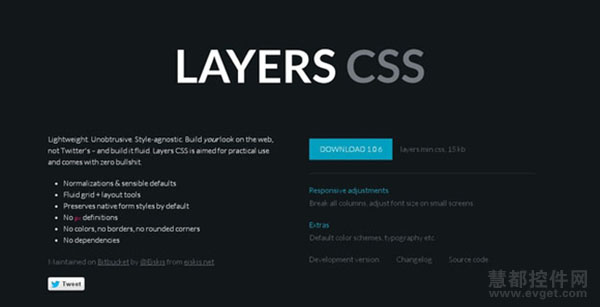 LAYERS CSS
Lightweight. Unobtrusive. Style-agnostic. Build your look on the web,
not Twitter's – and build it fluid. Layers CSS is aimed for practical use
and comes with zero bullshit.
Normalizations & sensible defaults
Fluid grid + layout tools
Preserves native form styles by default
No px definitions
No colors, no borders, no rounded corners
No dependencies
Maintained on Bitbucket by @Eiskis from eiskis.net
Tweet
DOWNLOAD 1.0.6 layers.min.css, 15 kb
Responsive adjustments
Break all columns, adjust font size on small screens
Extras
Default color schemes, typography etc.
Development version Changelog Source code
慧都控件网
www.evget.com